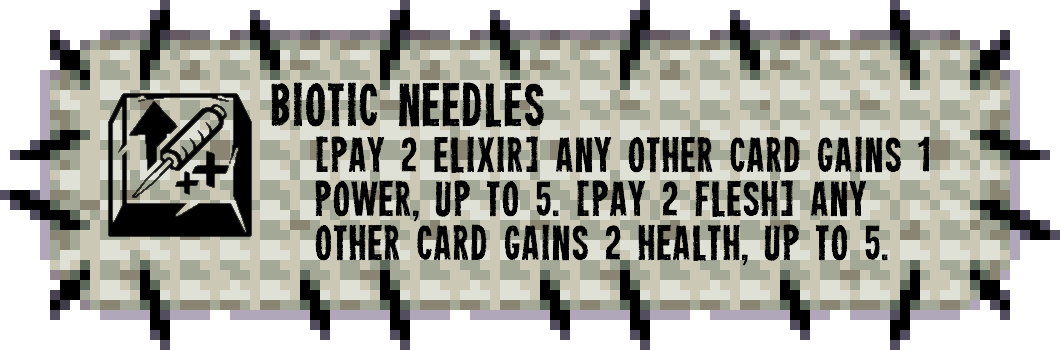 BIOTIC NEEDLES
[PAY 2 ELIXIR] ANY OTHER CARD GAINS 1
POWER, UP TO 5. [PAY 2 FLESH] ANY
OTHER CARD GAINS 2 HEALTH, UP TO 5.